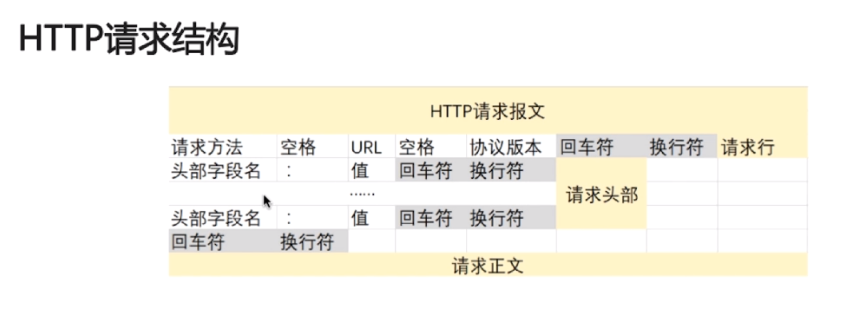 HTTP请求结构
HTTP请求报文
请求方法 空格 URL 空格 协议版本 回车符 换行符 请求行
头部字段名 : 值 回车符 换行符
请求头部
……
头部字段名 : 值 回车符 换行符
回车符 换行符
请求正文